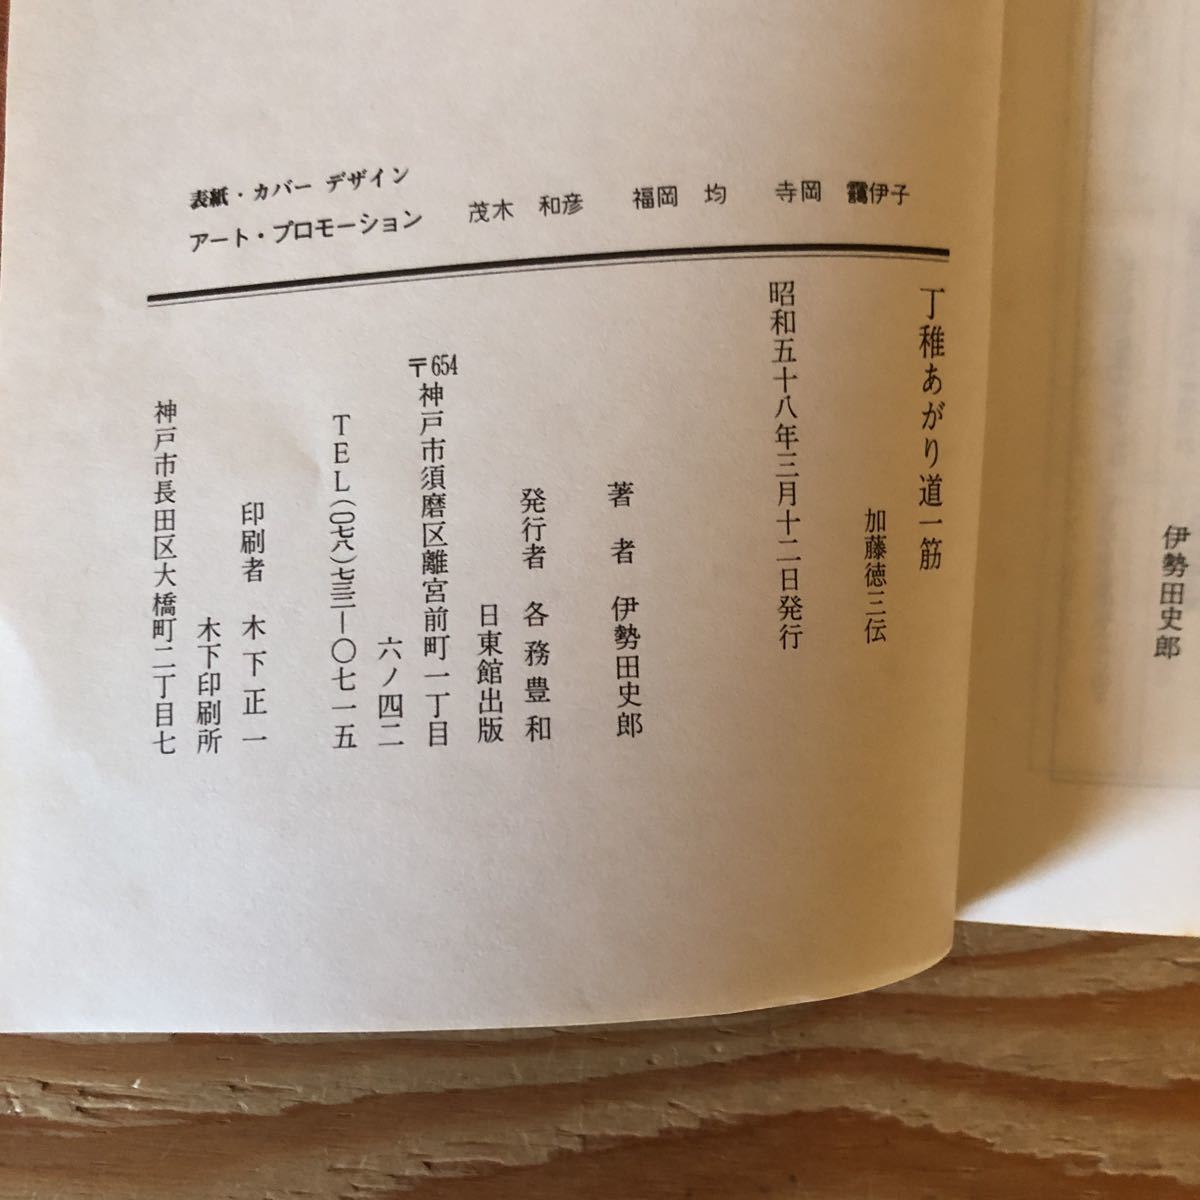 表紙・カバー デザイン
アート・プロモーション
茂木 和彦 福岡 均 寺岡 靄伊子
丁稚あがり道一筋
加藤徳三伝
昭和五十八年三月十二日発行
著者 伊勢田史郎
発行者 各務豊和
日東館出版
〒654 神戸市須磨区離宮前町一丁目
六ノ四二
TEL(〇七八)七三二―〇七一五
印刷者 木下正一
木下印刷所
神戸市長田区大橋町二丁目七
伊勢田史郎